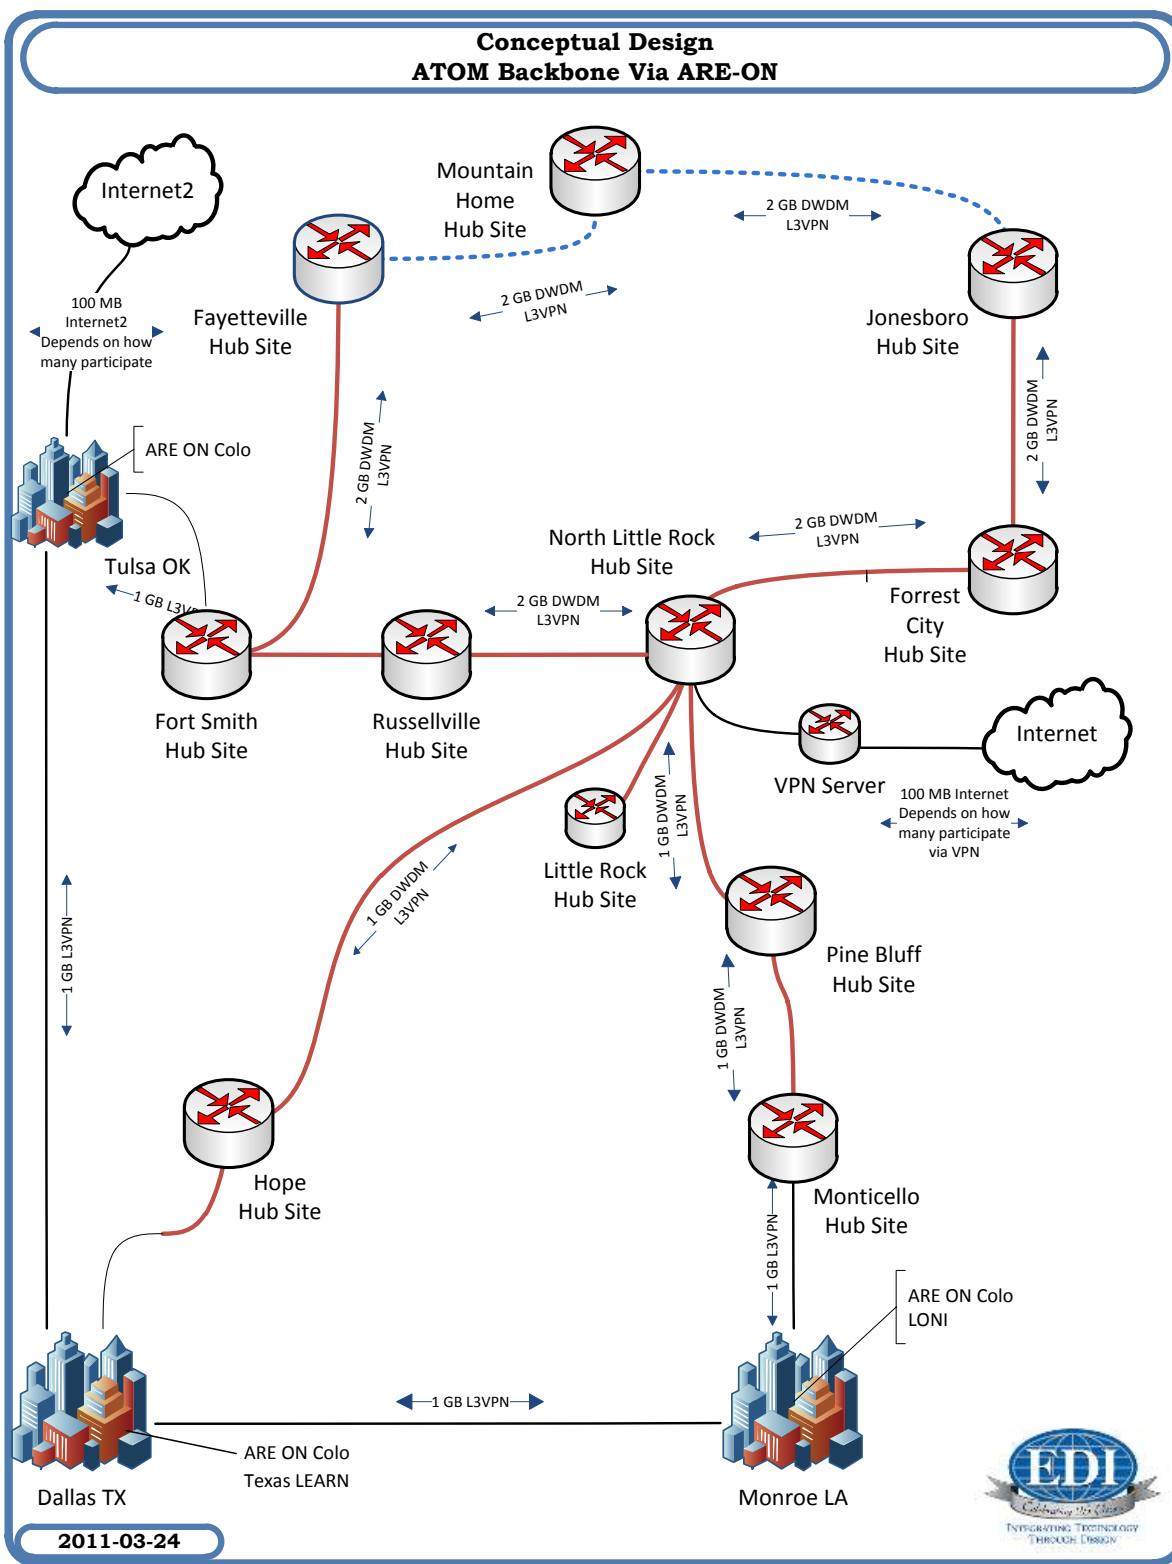 Conceptual Design
ATOM Backbone Via ARE-ON
Internet2
Mountain
Home
Hub Site
2 GB DWDM
L3VPN
100 MB
Internet2
Depends on how
many participate
Fayetteville
Hub Site
2 GB DWDM
L3VPN
Jonesboro
Hub Site
2 GB DWDM
L3VPN
2 GB DWDM
L3VPN
ARE ON Colo
Tulsa OK
1 GB L3VPN
North Little Rock
Hub Site
2 GB DWDM
L3VPN
2 GB DWDM
L3VPN
Forrest
City
Hub Site
Fort Smith
Hub Site
Russellville
Hub Site
Internet
VPN Server
100 MB Internet
Depends on how
many participate
via VPN
1 GB DWDM
L3VPN
Little Rock
Hub Site
1 GB DWDM
L3VPN
1 GB L3VPN
Pine Bluff
Hub Site
1 GB DWDM
L3VPN
Hope
Hub Site
Monticello
Hub Site
1 GB L3VPN
ARE ON Colo
LONI
1 GB L3VPN
ARE ON Colo
Texas LEARN
Dallas TX
Monroe LA
EDI
INTEGRATING TECHNOLOGY
THROUGH DESIGN
2011-03-24